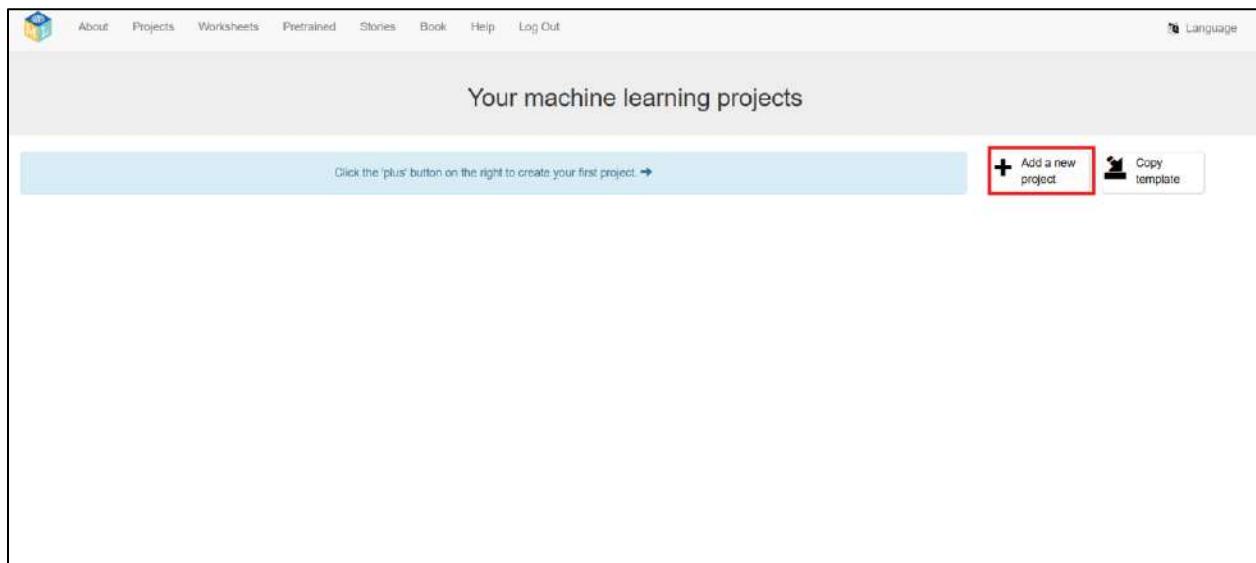 About Projects Worksheets Pretrained Stories Book Help Log Out Language
Your machine learning projects
Click the 'plus' button on the right to create your first project.
Add a new
project
Copy
template